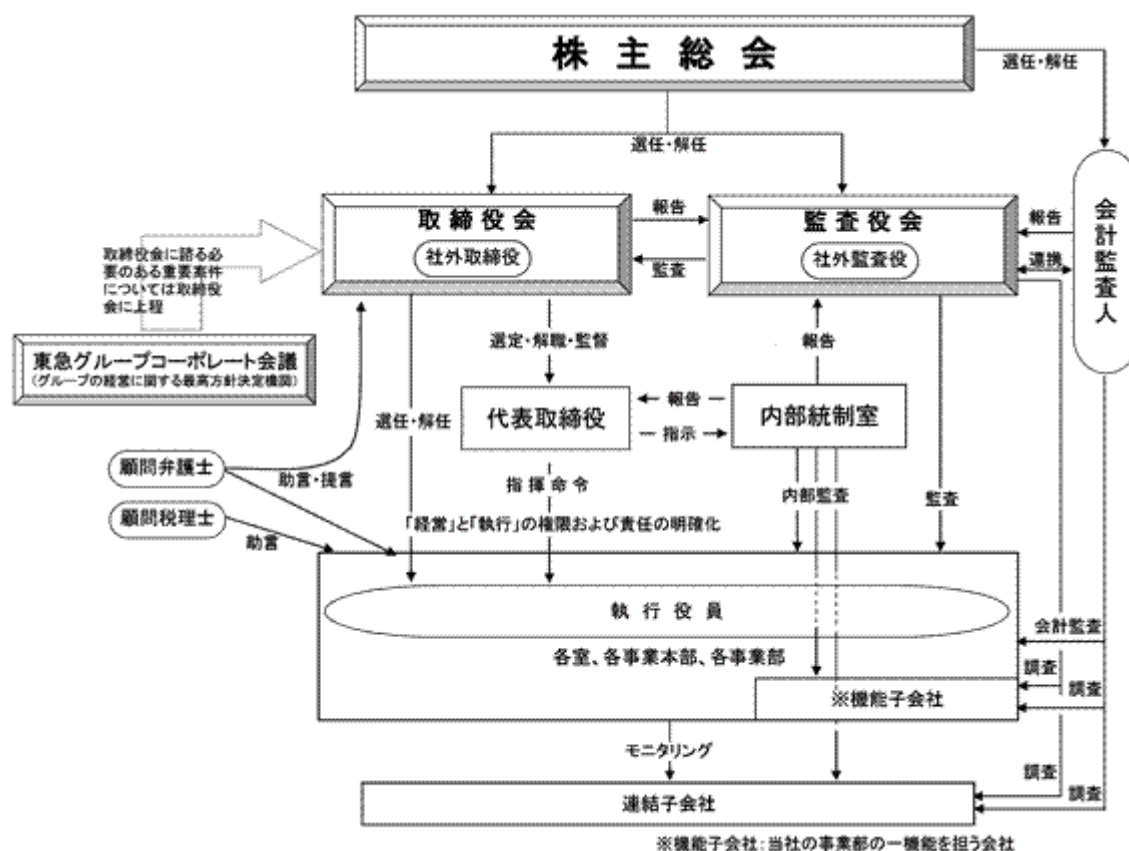 株主総会
選任・解任
選任・解任
取締役会
社外取締役
報告
監査
監査役会
社外監査役
報告
連携
会計監査人
取締役会に諮る必
要のある重要案件
については取締役
会に上程
東急グループコーポレート会議
(グループの経営に関する最高方針決定機関)
選定・解職・監督
報告
選任・解任
代表取締役
報告
指示
内部統制室
顧問弁護士
助言・提言
指揮命令
内部監査
監査
顧問税理士
助言
「経営」と「執行」の権限および責任の明確化
執行役員
会計監査
各室、各事業本部、各事業部
調査
調査
※機能子会社
モニタリング
調査
調査
連結子会社
※機能子会社:当社の事業部の一機能を担う会社